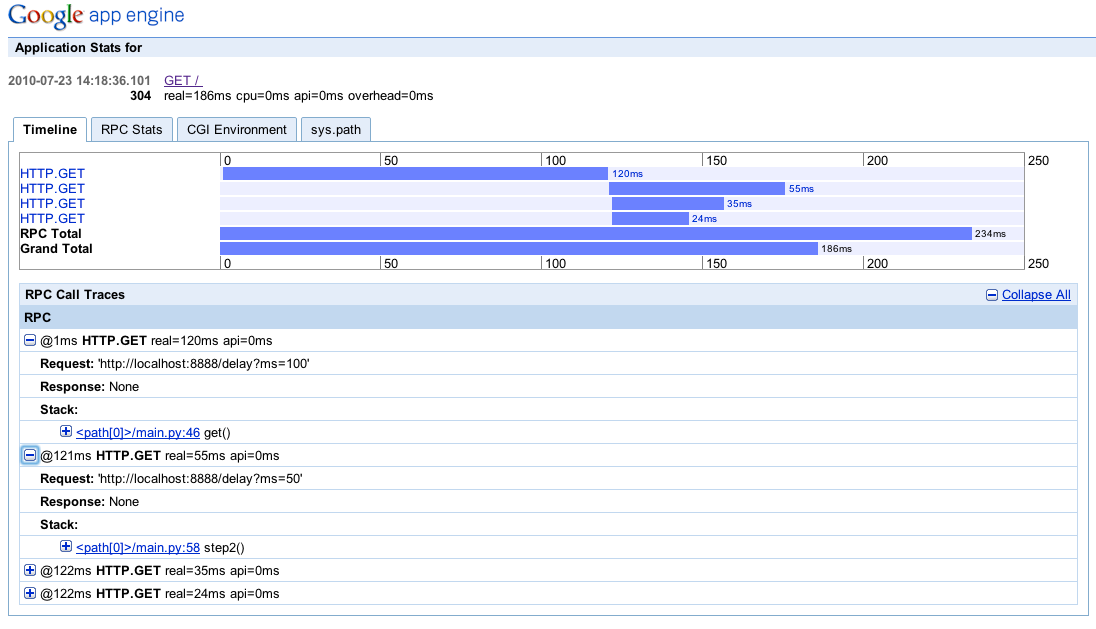 Google app engine
Application Stats for
2010-07-23 14:18:36.101 GET /
304 real=186ms cpu=0ms api=0ms overhead=0ms
Timeline RPC Stats CGI Environment sys.path
0 50 100 150 200 250
HTTP.GET 120ms
HTTP.GET 55ms
HTTP.GET 35ms
HTTP.GET 24ms
RPC Total 234ms
Grand Total 186ms
0 50 100 150 200 250
RPC Call Traces Collapse All
RPC
@1ms HTTP.GET real=120ms api=0ms
Request: 'http://localhost:8888/delay?ms=100'
Response: None
Stack:
<path[0]>/main.py:46 get()
@121ms HTTP.GET real=55ms api=0ms
Request: 'http://localhost:8888/delay?ms=50'
Response: None
Stack:
<path[0]>/main.py:58 step2()
@122ms HTTP.GET real=35ms api=0ms
@122ms HTTP.GET real=24ms api=0ms